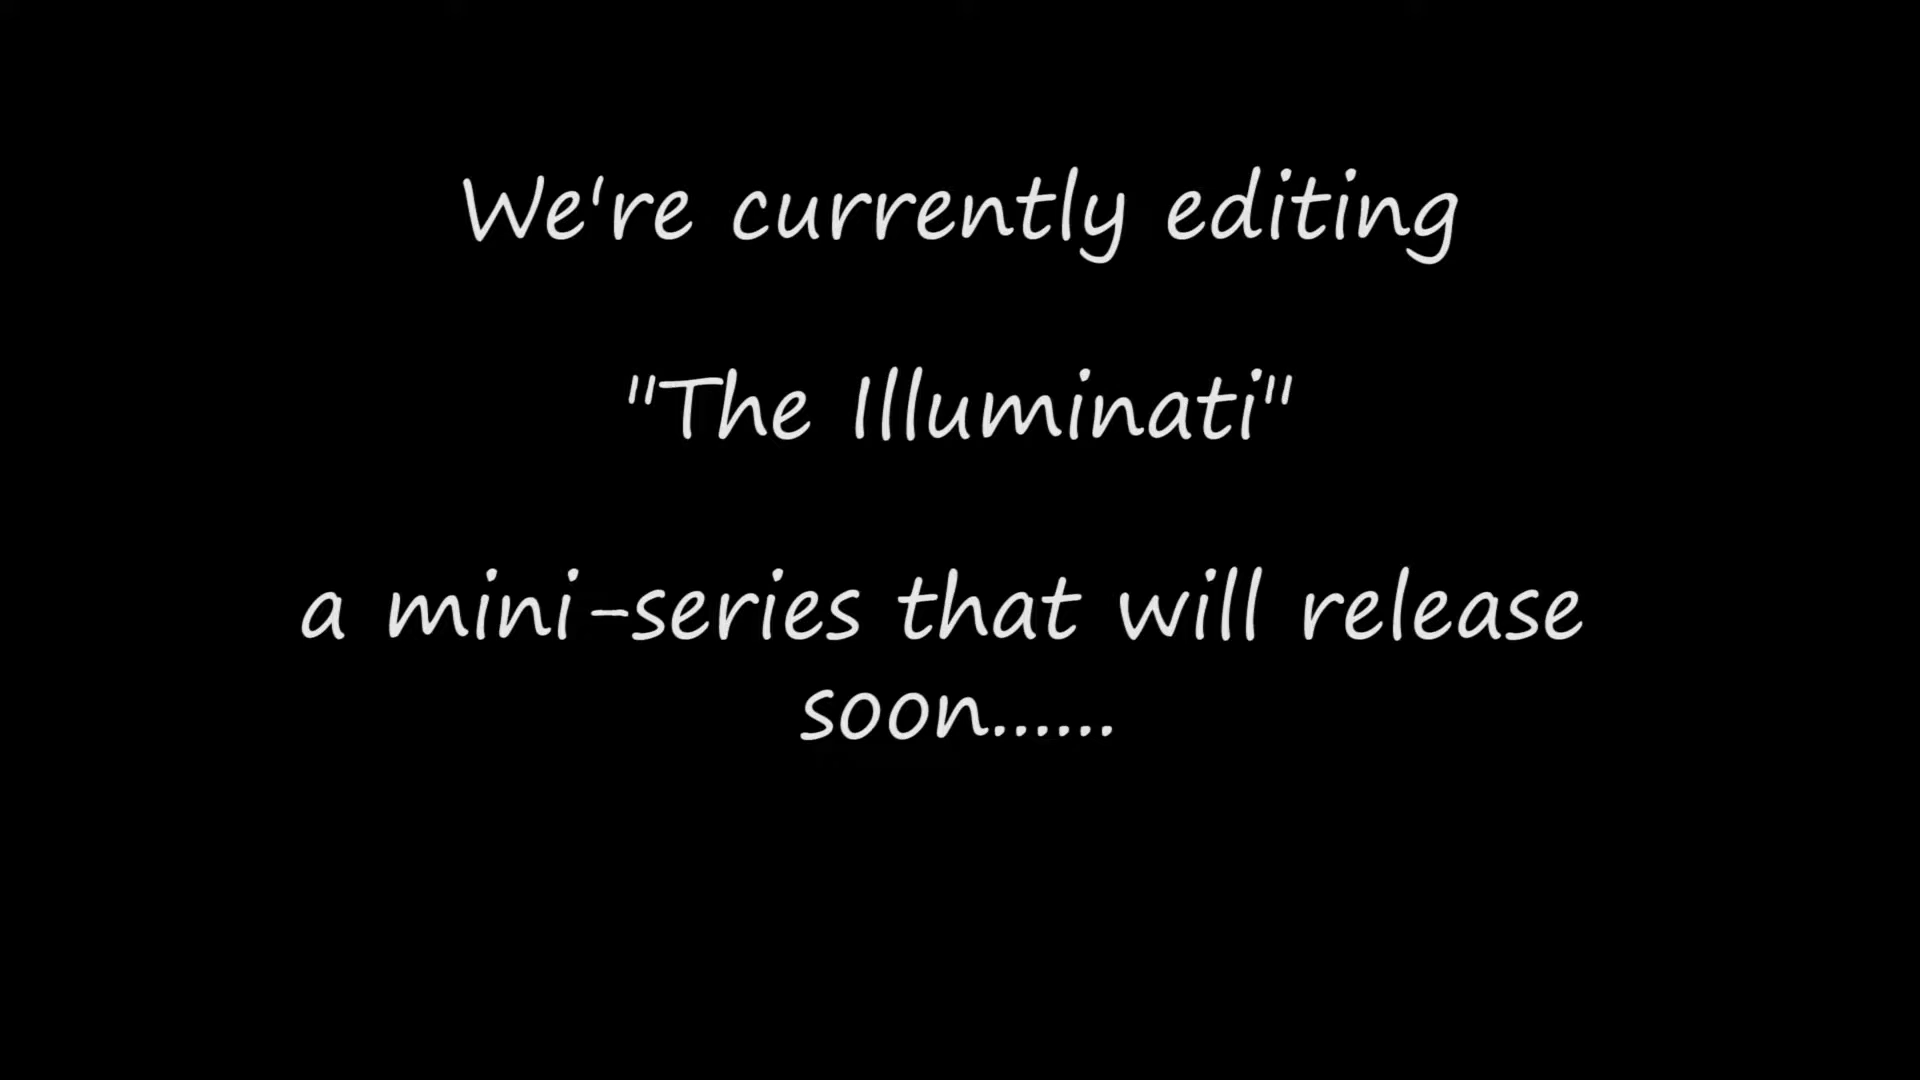 We're currently editing
"The Illuminati"
a mini-series that will release
soon......